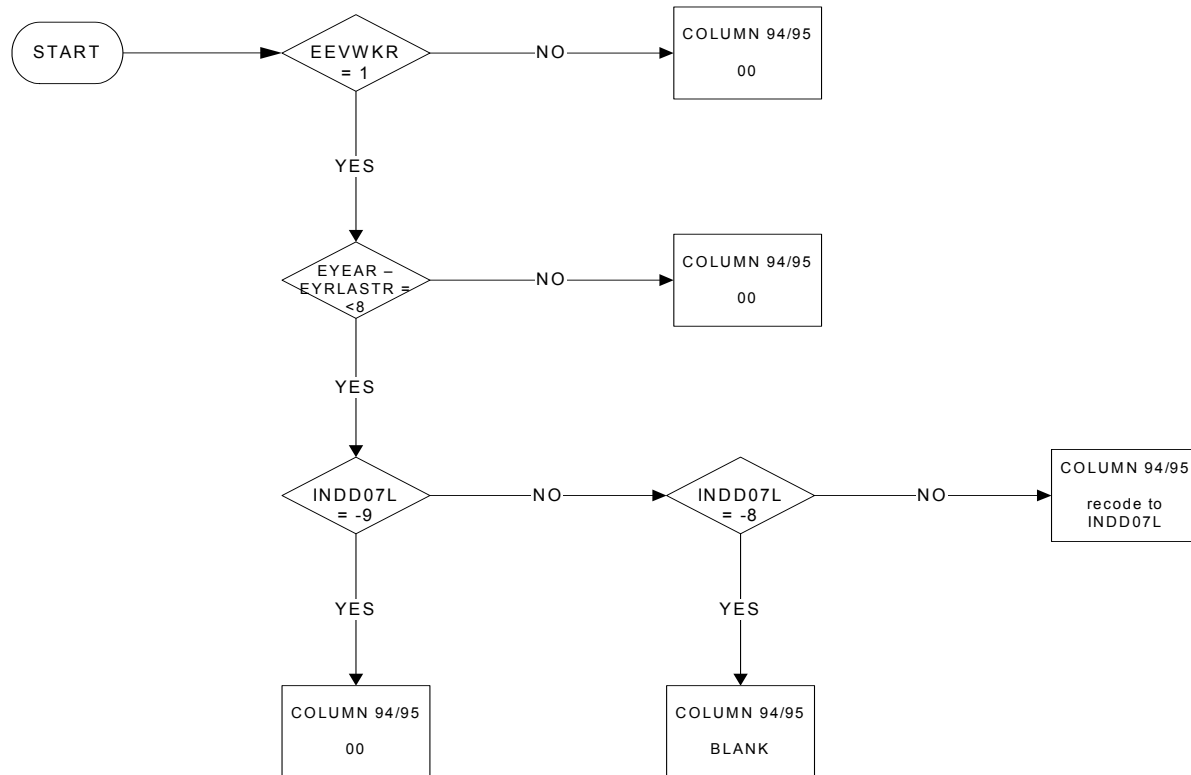 START
EEVWKR
= 1
NO
COLUMN 94/95
00
YES
EYEAR –
EYRLASTR =
<8
NO
COLUMN 94/95
00
YES
INDD07L
= -9
NO
INDD07L
= -8
NO
COLUMN 94/95
recode to
INDD07L
YES
YES
COLUMN 94/95
00
COLUMN 94/95
BLANK